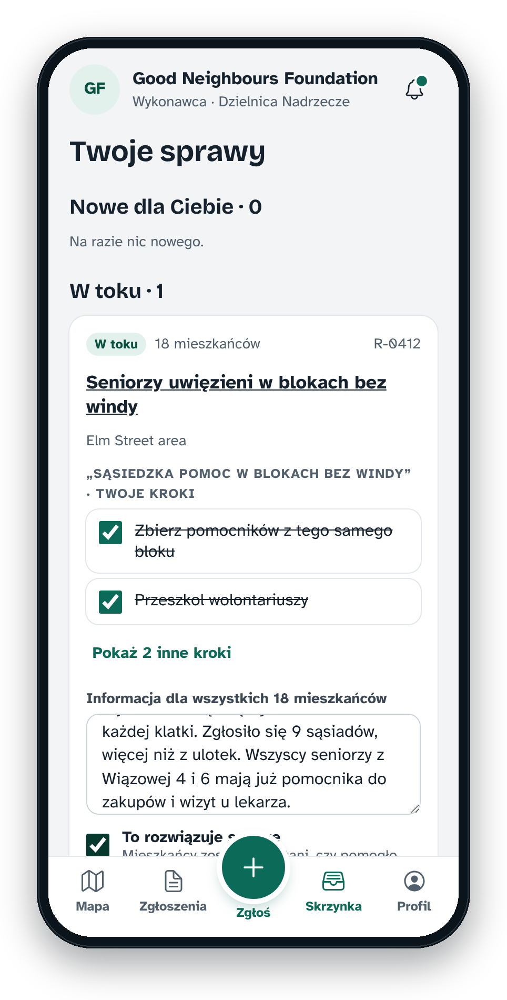 GF
Good Neighbours Foundation
Wykonawca · Dzielnica Nadrzecze
Twoje sprawy
Nowe dla Ciebie · 0
Na razie nic nowego.
W toku · 1
W toku 18 mieszkańców R-0412
Seniorzy uwięzieni w blokach bez
windy
Elm Street area
„SĄSIEDZKA POMOC W BLOKACH BEZ WINDY”
· TWOJE KROKI
Zbierz pomocników z tego samego
bloku
Przeszkol wolontariuszy
Pokaż 2 inne kroki
Informacja dla wszystkich 18 mieszkańców
każdej klatki. Zgłosiło się 9 sąsiadów,
więcej niż z ulotek. Wszyscy seniorzy z
Wiązowej 4 i 6 mają już pomocnika do
zakupów i wizyt u lekarza.
To rozwiązuje
Mieszkańcy czy pomogło
Mapa Zgłoszenia Zgłoś Skrzynka Profil